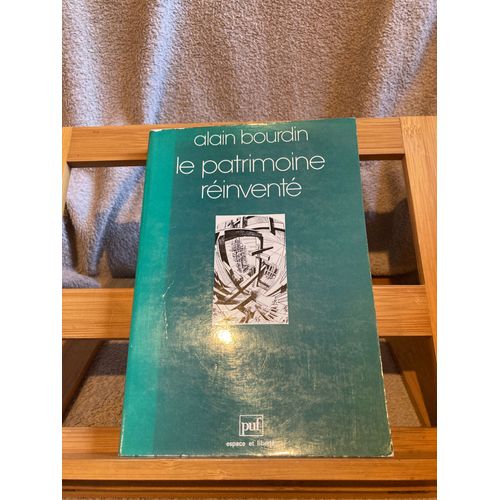 alain bourdin
le patrimoine
réinventé
puf
espace et liberté